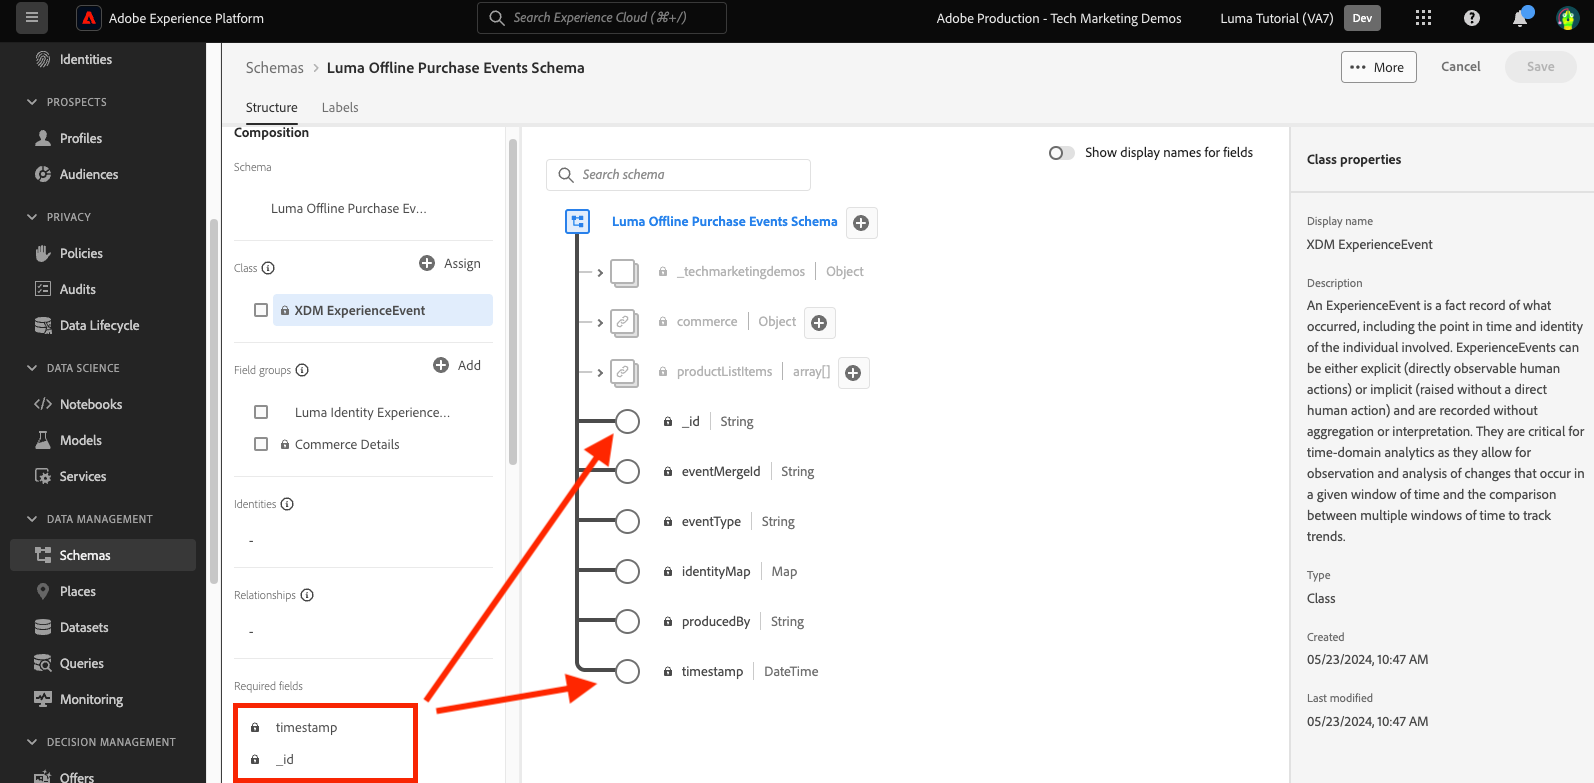 Adobe Experience Platform
Search Experience Cloud (⌘+/)
Adobe Production - Tech Marketing Demos
Luma Tutorial (VA7)
Dev
Identities
PROSPECTS
Profiles
Audiences
PRIVACY
Policies
Audits
Data Lifecycle
DATA SCIENCE
Notebooks
Models
Services
DATA MANAGEMENT
Schemas
Places
Datasets
Queries
Monitoring
DECISION MANAGEMENT
Offers
Schemas > Luma Offline Purchase Events Schema
More
Cancel
Save
Structure
Labels
Composition
Schema
Luma Offline Purchase Ev...
Class
Assign
XDM ExperienceEvent
Field groups
Add
Luma Identity Experience...
Commerce Details
Identities
-
Relationships
-
Required fields
timestamp
_id
Search schema
Show display names for fields
Luma Offline Purchase Events Schema
_techmarketingdemos | Object
commerce | Object
productListItems | array[]
_id | String
eventMergeId | String
eventType | String
identityMap | Map
producedBy | String
timestamp | DateTime
Class properties
Display name
XDM ExperienceEvent
Description
An ExperienceEvent is a fact record of what
occurred, including the point in time and identity
of the individual involved. ExperienceEvents can
be either explicit (directly observable human
actions) or implicit (raised without a direct
human action) and are recorded without
aggregation or interpretation. They are critical for
time-domain analytics as they allow for
observation and analysis of changes that occur in
a given window of time and the comparison
between multiple windows of time to track
trends.
Type
Class
Created
05/23/2024, 10:47 AM
Last modified
05/23/2024, 10:47 AM